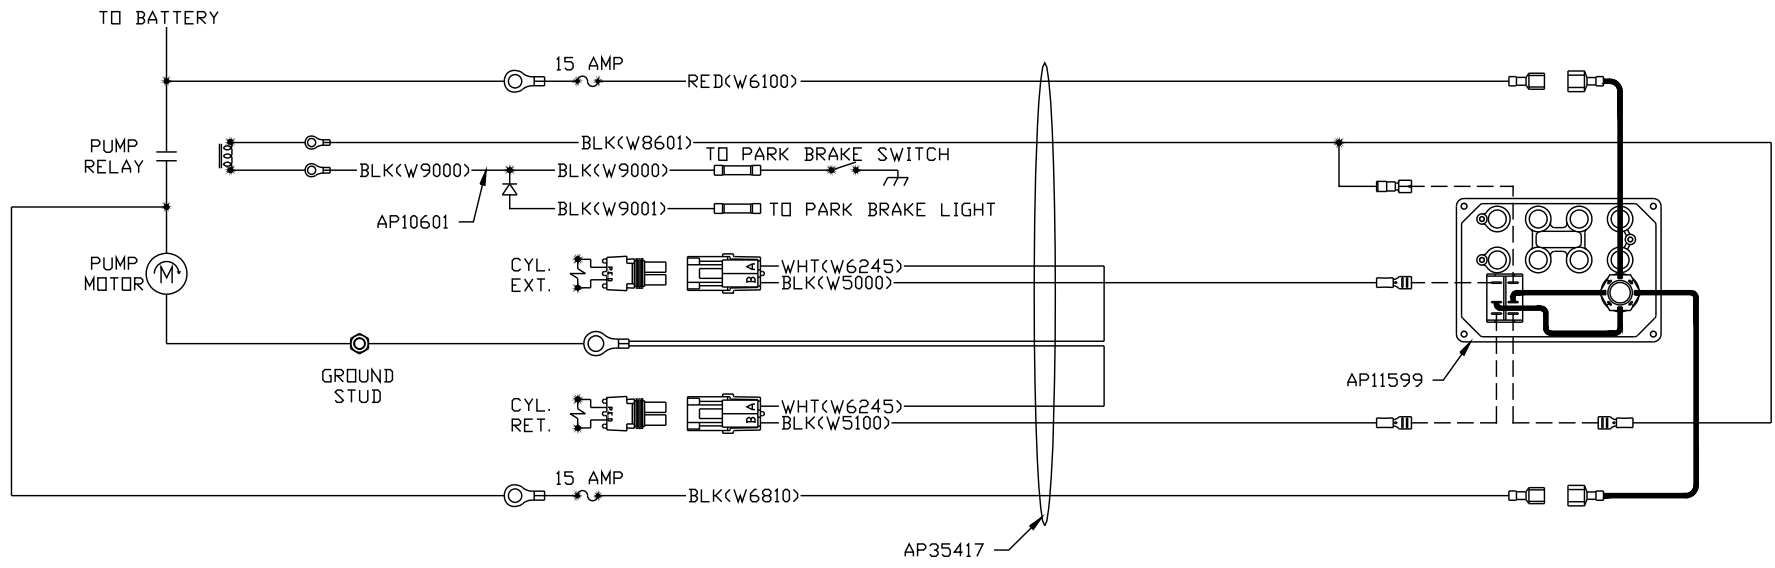 TO BATTERY
15 AMP
RED(W6100)
PUMP
RELAY
BLK(W8601)
TO PARK BRAKE SWITCH
BLK(W9000)
BLK(W9000)
AP10601
BLK(W9001)
TO PARK BRAKE LIGHT
PUMP
MOTOR
M
CYL.
EXT.
A
B
WHT(W6245)
BLK(W5000)
GROUND
STUD
AP11599
CYL.
RET.
A
B
WHT(W6245)
BLK(W5100)
15 AMP
BLK(W6810)
AP35417